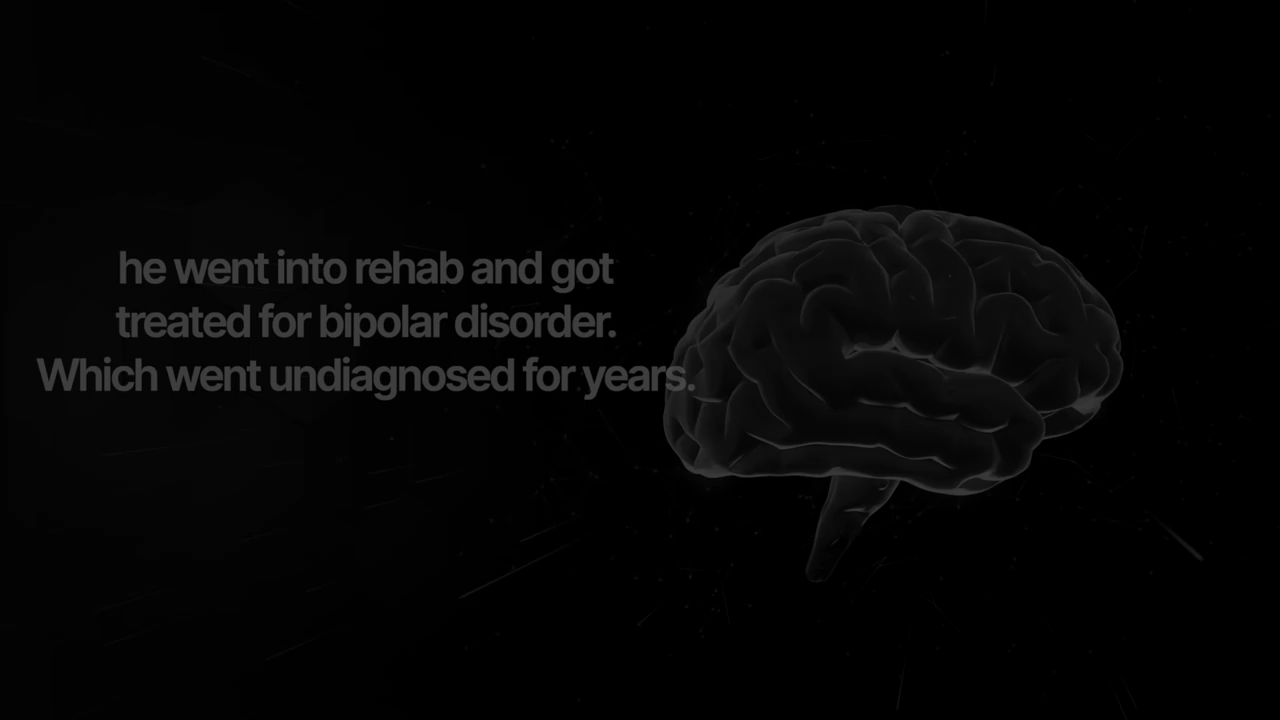 he went into rehab and got
treated for bipolar disorder.
Which went undiagnosed for years.